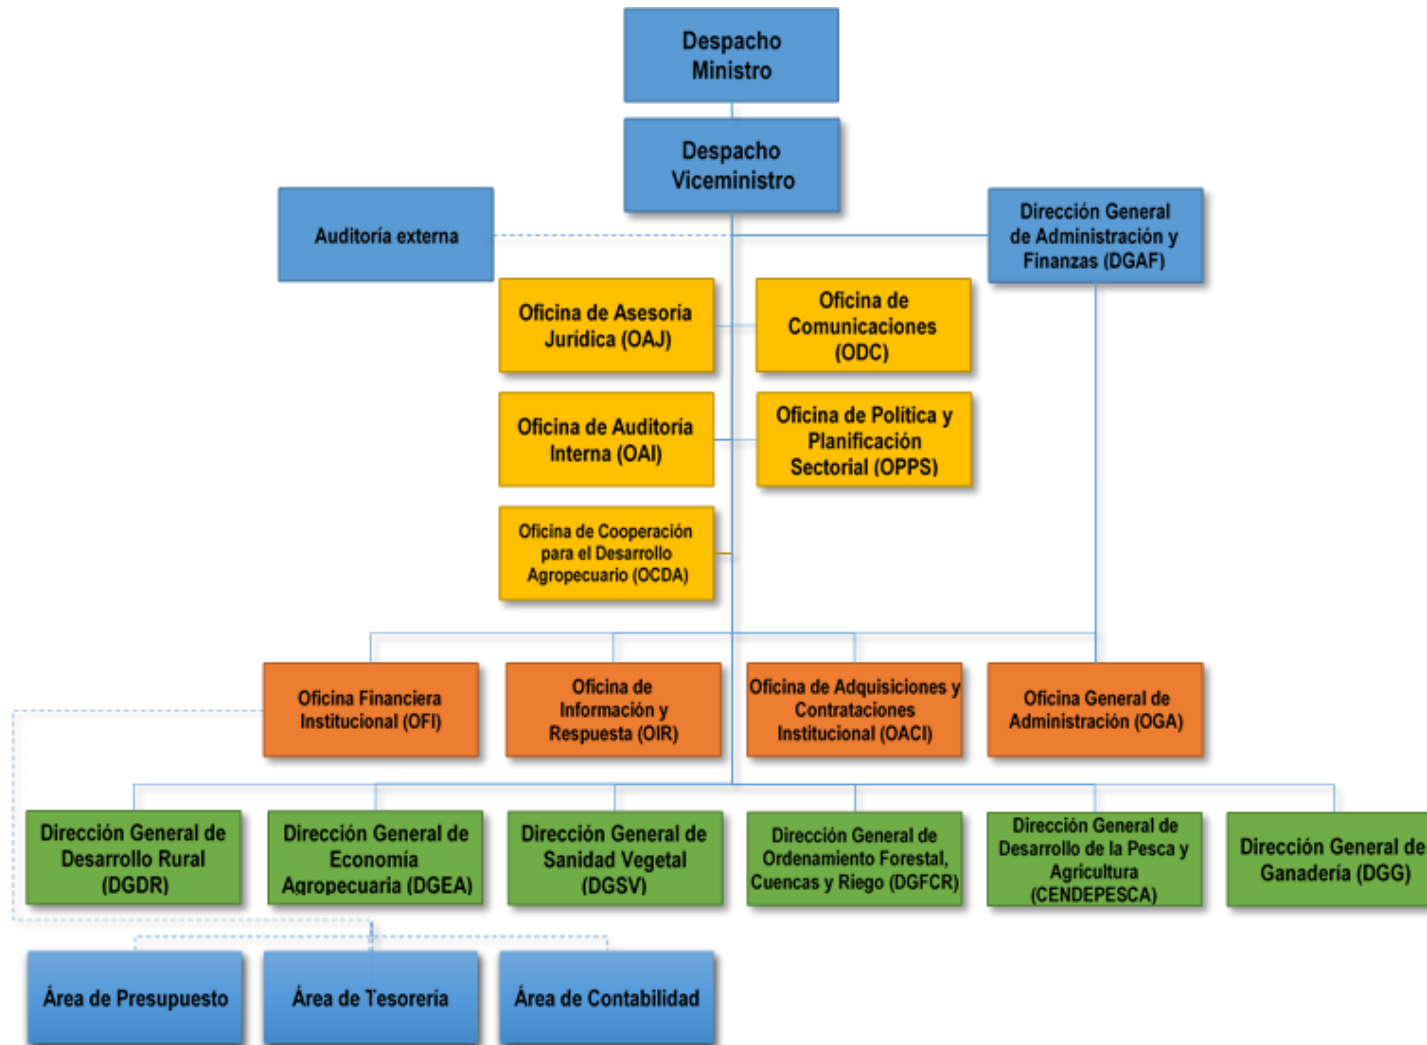 Despacho
Ministro
Despacho
Viceministro
Auditoría externa
Dirección General
de Administración y
Finanzas (DGAF)
Oficina de Asesoría
Jurídica (OAJ)
Oficina de
Comunicaciones
(ODC)
Oficina de Auditoría
Interna (OAI)
Oficina de Política y
Planificación
Sectorial (OPPS)
Oficina de Cooperación
para el Desarrollo
Agropecuario (OCDA)
Oficina Financiera
Institucional (OFI)
Oficina de
Información y
Respuesta (OIR)
Oficina de Adquisiciones y
Contrataciones
Institucional (OACI)
Oficina General de
Administración (OGA)
Dirección General de
Desarrollo Rural
(DGDR)
Dirección General de
Economía
Agropecuaria (DGEA)
Dirección General de
Sanidad Vegetal
(DGSV)
Dirección General de
Ordenamiento Forestal,
Cuencas y Riego (DGFCR)
Dirección General de
Desarrollo de la Pesca y
Agricultura
(CENDEPESCA)
Dirección General de
Ganadería (DGG)
Área de Presupuesto
Área de Tesorería
Área de Contabilidad